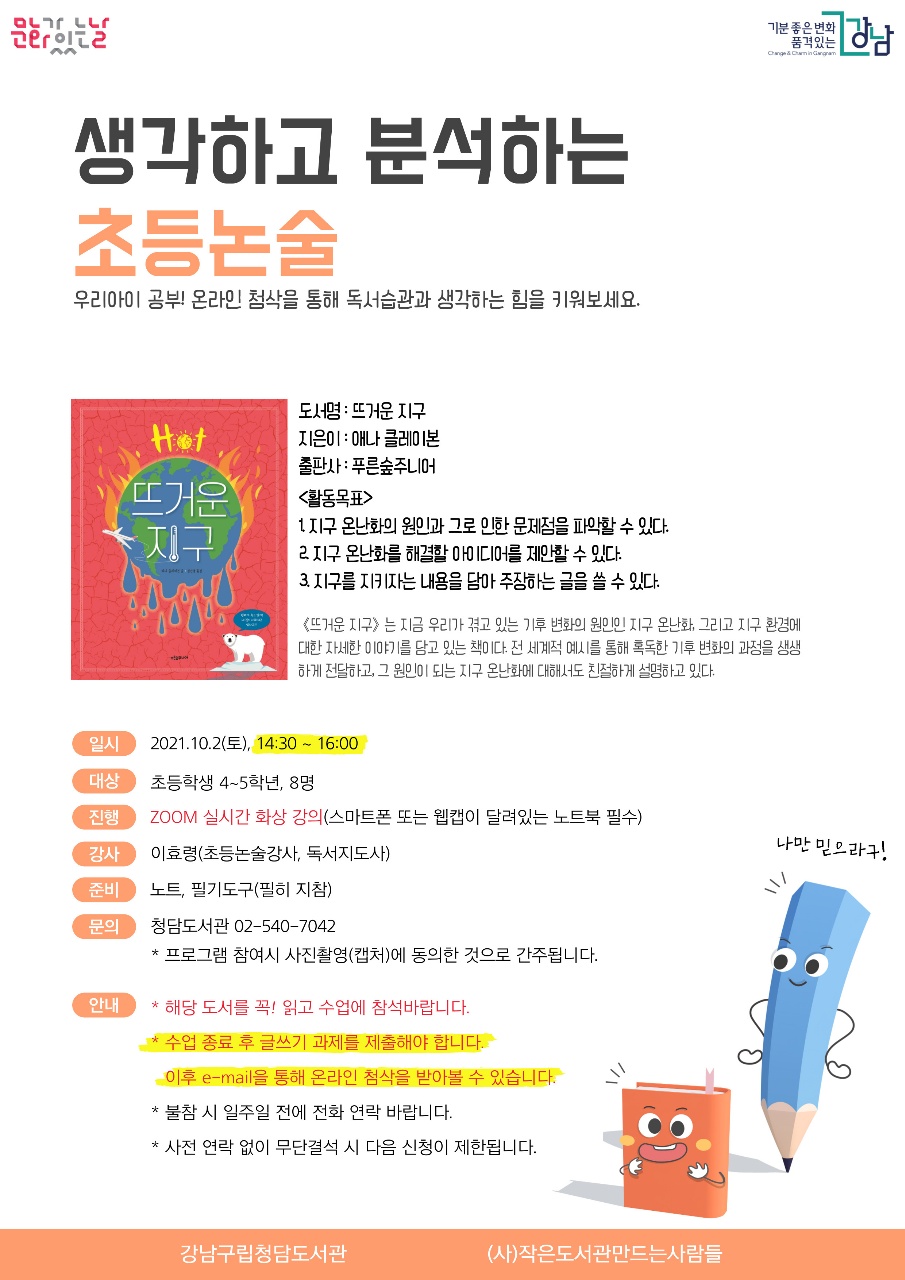 문화가 있는 날
기분 좋은 변화
품격 있는
강남
Change & Charm in Gangnam
생각하고 분석하는
초등논술
우리아이 공부! 온라인 첨삭을 통해 독서습관과 생각하는 힘을 키워보세요.
Hot
뜨거운
지구
도서명 : 뜨거운 지구
지은이 : 애나 클레이본
출판사 : 푸른숲주니어
<활동목표>
1. 지구 온난화의 원인과 그로 인한 문제점을 파악할 수 있다.
2. 지구 온난화를 해결할 아이디어를 제안할 수 있다.
3. 지구를 지키자는 내용을 담아 주장하는 글을 쓸 수 있다.
《뜨거운 지구》는 지금 우리가 겪고 있는 기후 변화의 원인인 지구 온난화, 그리고 지구 환경에
대한 자세한 이야기를 담고 있는 책이다. 전 세계적 예시를 통해 혹독한 기후 변화의 과정을 생생
하게 전달하고, 그 원인이 되는 지구 온난화에 대해서도 친절하게 설명하고 있다.
일시 2021.10.2(토), 14:30 ~ 16:00
대상 초등학생 4~5학년, 8명
진행 ZOOM 실시간 화상 강의(스마트폰 또는 웹캡이 달려있는 노트북 필수)
강사 이효령(초등논술강사, 독서지도사)
준비 노트, 필기도구(필히 지참)
문의 청담도서관 02-540-7042
* 프로그램 참여시 사진촬영(캡처)에 동의한 것으로 간주됩니다.
나만 믿으라구!
안내 * 해당 도서를 꼭! 읽고 수업에 참석바랍니다.
* 수업 종료 후 글쓰기 과제를 제출해야 합니다.
이후 e-mail을 통해 온라인 첨삭을 받아볼 수 있습니다.
* 불참 시 일주일 전에 전화 연락 바랍니다.
* 사전 연락 없이 무단결석 시 다음 신청이 제한됩니다.
강남구립청담도서관 (사)작은도서관만드는사람들